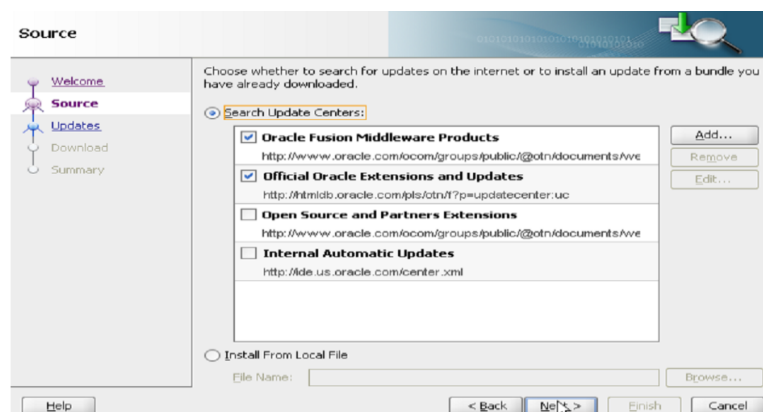 Source
Welcome
Source
Updates
Download
Summary
Choose whether to search for updates on the internet or to install an update from a bundle you
have already downloaded.
Search Update Centers:
Oracle Fusion Middleware Products
http://www.oracle.com/ocom/groups/public/@otn/documents/we
Official Oracle Extensions and Updates
http://htmldb.oracle.com/pls/otn/f?p=updatecenter:uc
Open Source and Partners Extensions
http://www.oracle.com/ocom/groups/public/@otn/documents/we
Internal Automatic Updates
http://ide.us.oracle.com/center.xml
Add...
Remove
Edit...
Install From Local File
File Name:
Browse...
Help
< Back
Next >
Finish
Cancel